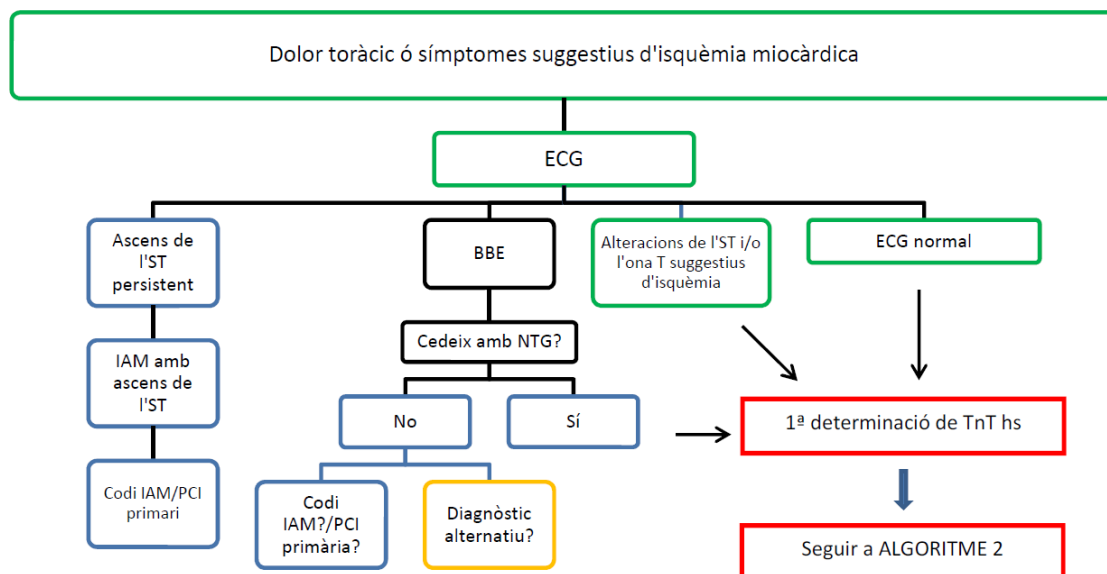 Dolor toràcic ó símptomes suggestius d'isquèmia miocàrdica
ECG
Ascens de
l'ST
persistent
BBE
Alteracions de l'ST i/o
l'ona T suggestius
d'isquèmia
ECG normal
IAM amb
ascens de
l'ST
Cedeix amb NTG?
No
Sí
1ª determinació de TnT hs
Codi IAM/PCI
primari
Codi
IAM?/PCI
primària?
Diagnòstic
alternatiu?
Seguir a ALGORITME 2